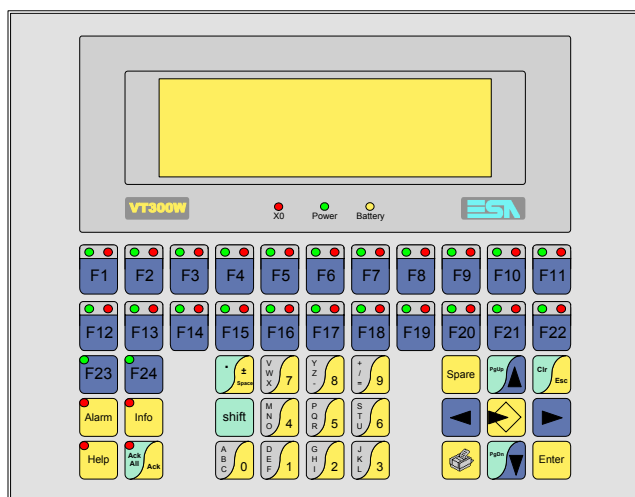 VT300W
X0 Power Battery
ESA
F1 F2 F3 F4 F5 F6 F7 F8 F9 F10 F11
F12 F13 F14 F15 F16 F17 F18 F19 F20 F21 F22
F23 F24 . ± Space V W X 7 Y Z - 8 + / = 9 Spare PgUp Clr Esc
Alarm Info shift M N O 4 P Q R 5 S T U 6
Help Ack All Ack A B C 0 D E F 1 G H I 2 J K L 3 PgDn Enter